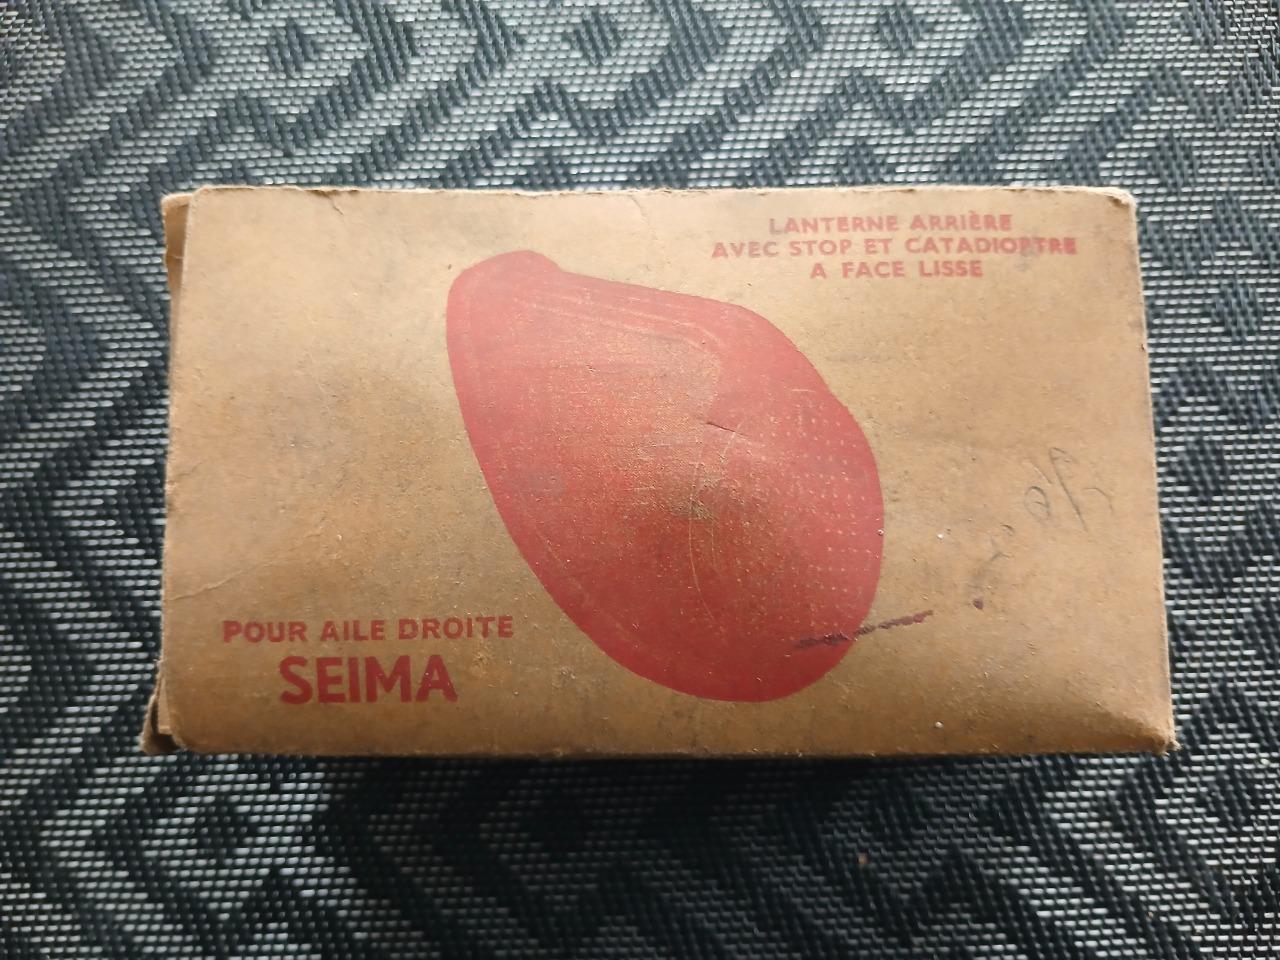 LANTERNE ARRIÈRE
AVEC STOP ET CATADIOPTRE
A FACE LISSE
POUR AILE DROITE
SEIMA